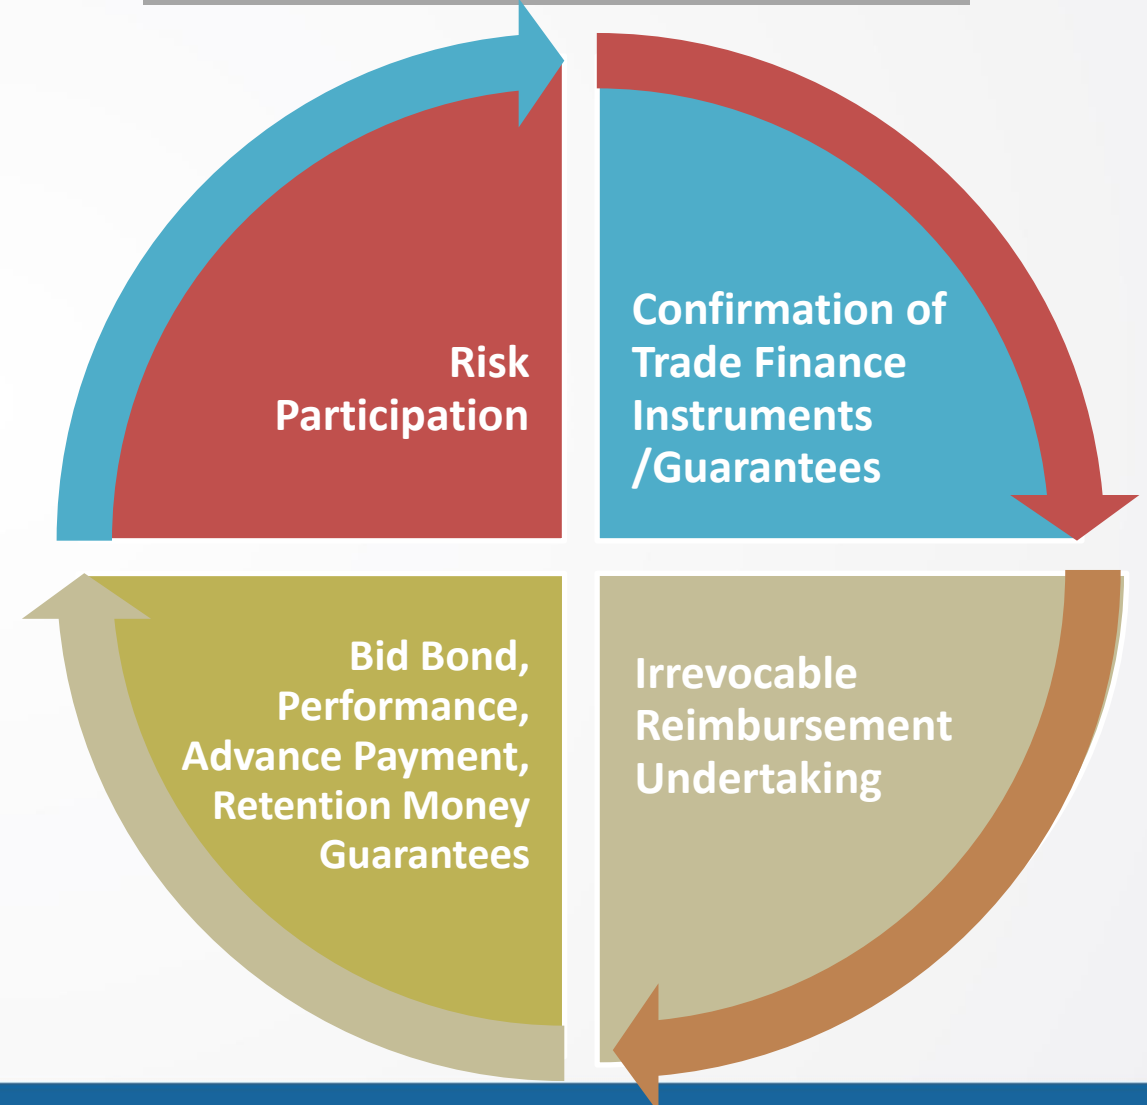 Risk
Participation
Confirmation of
Trade Finance
Instruments
/Guarantees
Bid Bond,
Performance,
Advance Payment,
Retention Money
Guarantees
Irrevocable
Reimbursement
Undertaking